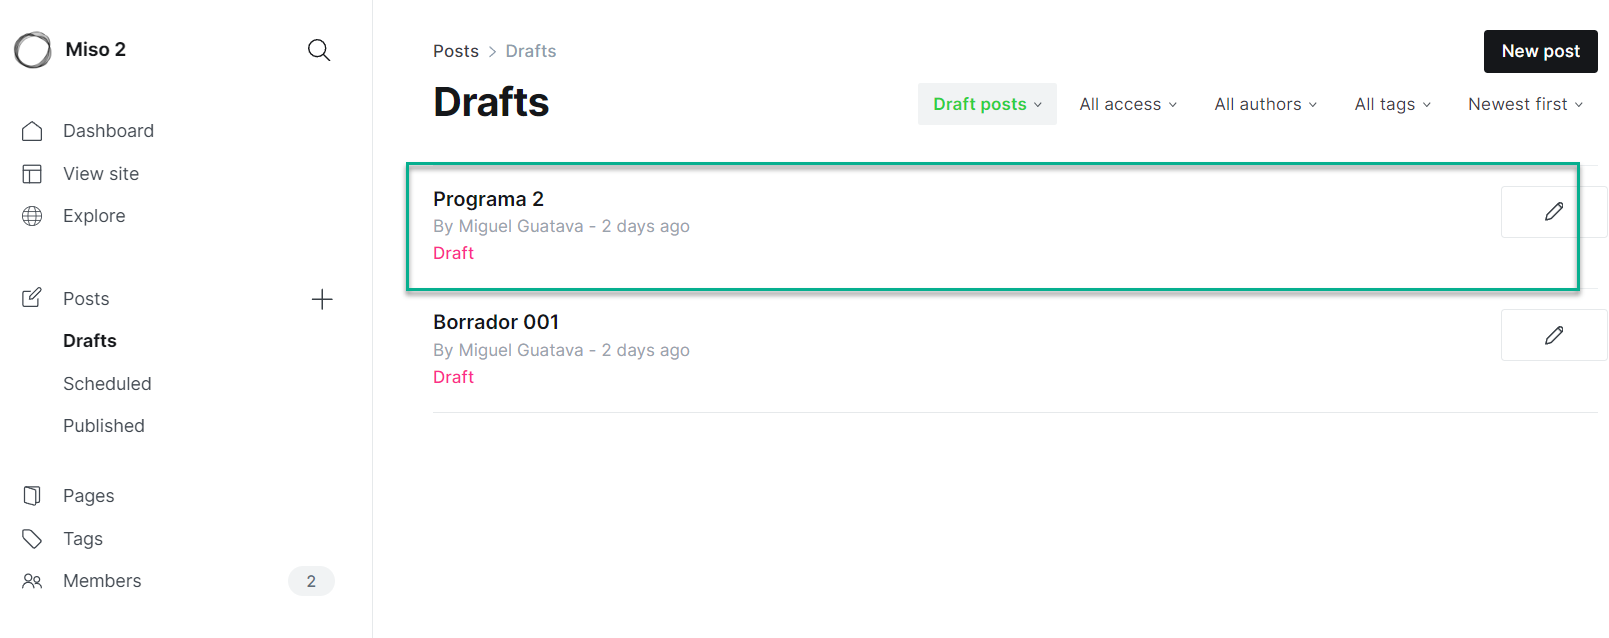 Miso 2
Dashboard
View site
Explore
Posts
Drafts
Scheduled
Published
Pages
Tags
Members 2
Posts > Drafts
New post
Drafts
Draft posts All access All authors All tags Newest first
Programa 2
By Miguel Guatava - 2 days ago
Draft
Borrador 001
By Miguel Guatava - 2 days ago
Draft